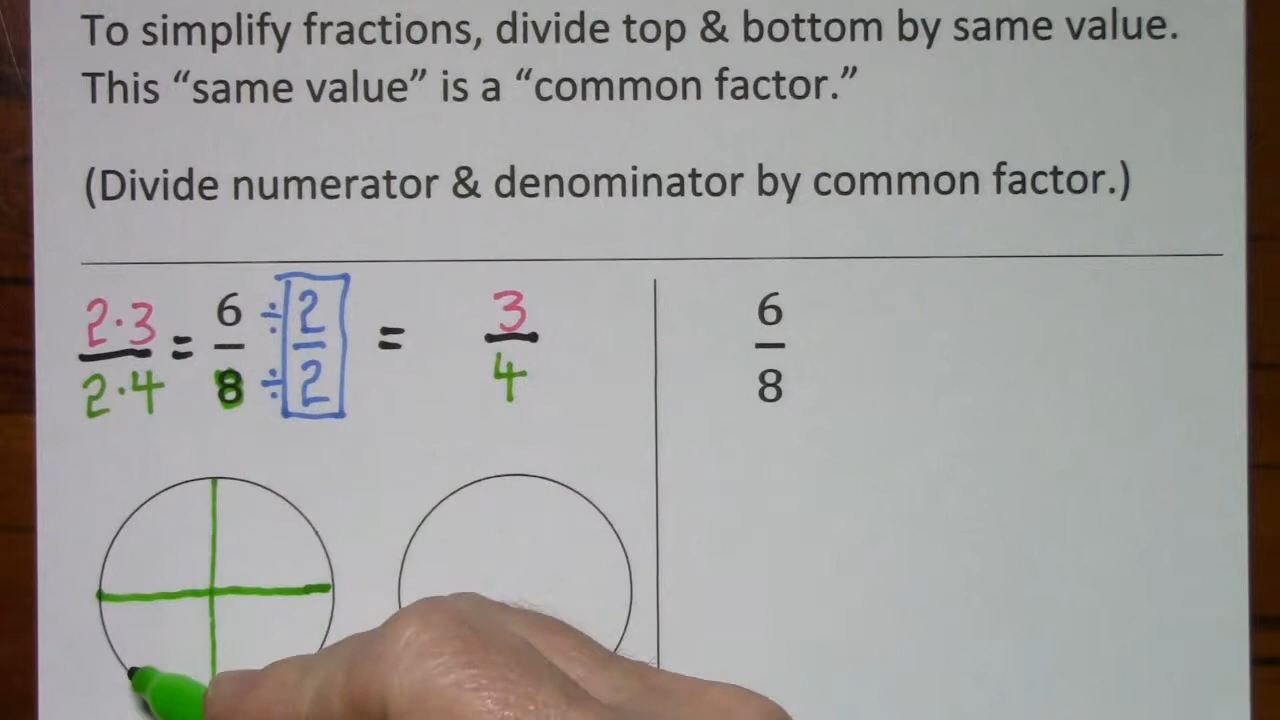 To simplify fractions, divide top & bottom by same value.
This “same value” is a “common factor.”
(Divide numerator & denominator by common factor.)
2·3 6 ÷ 2 3 6
= =
2·4 8 ÷ 2 4 8